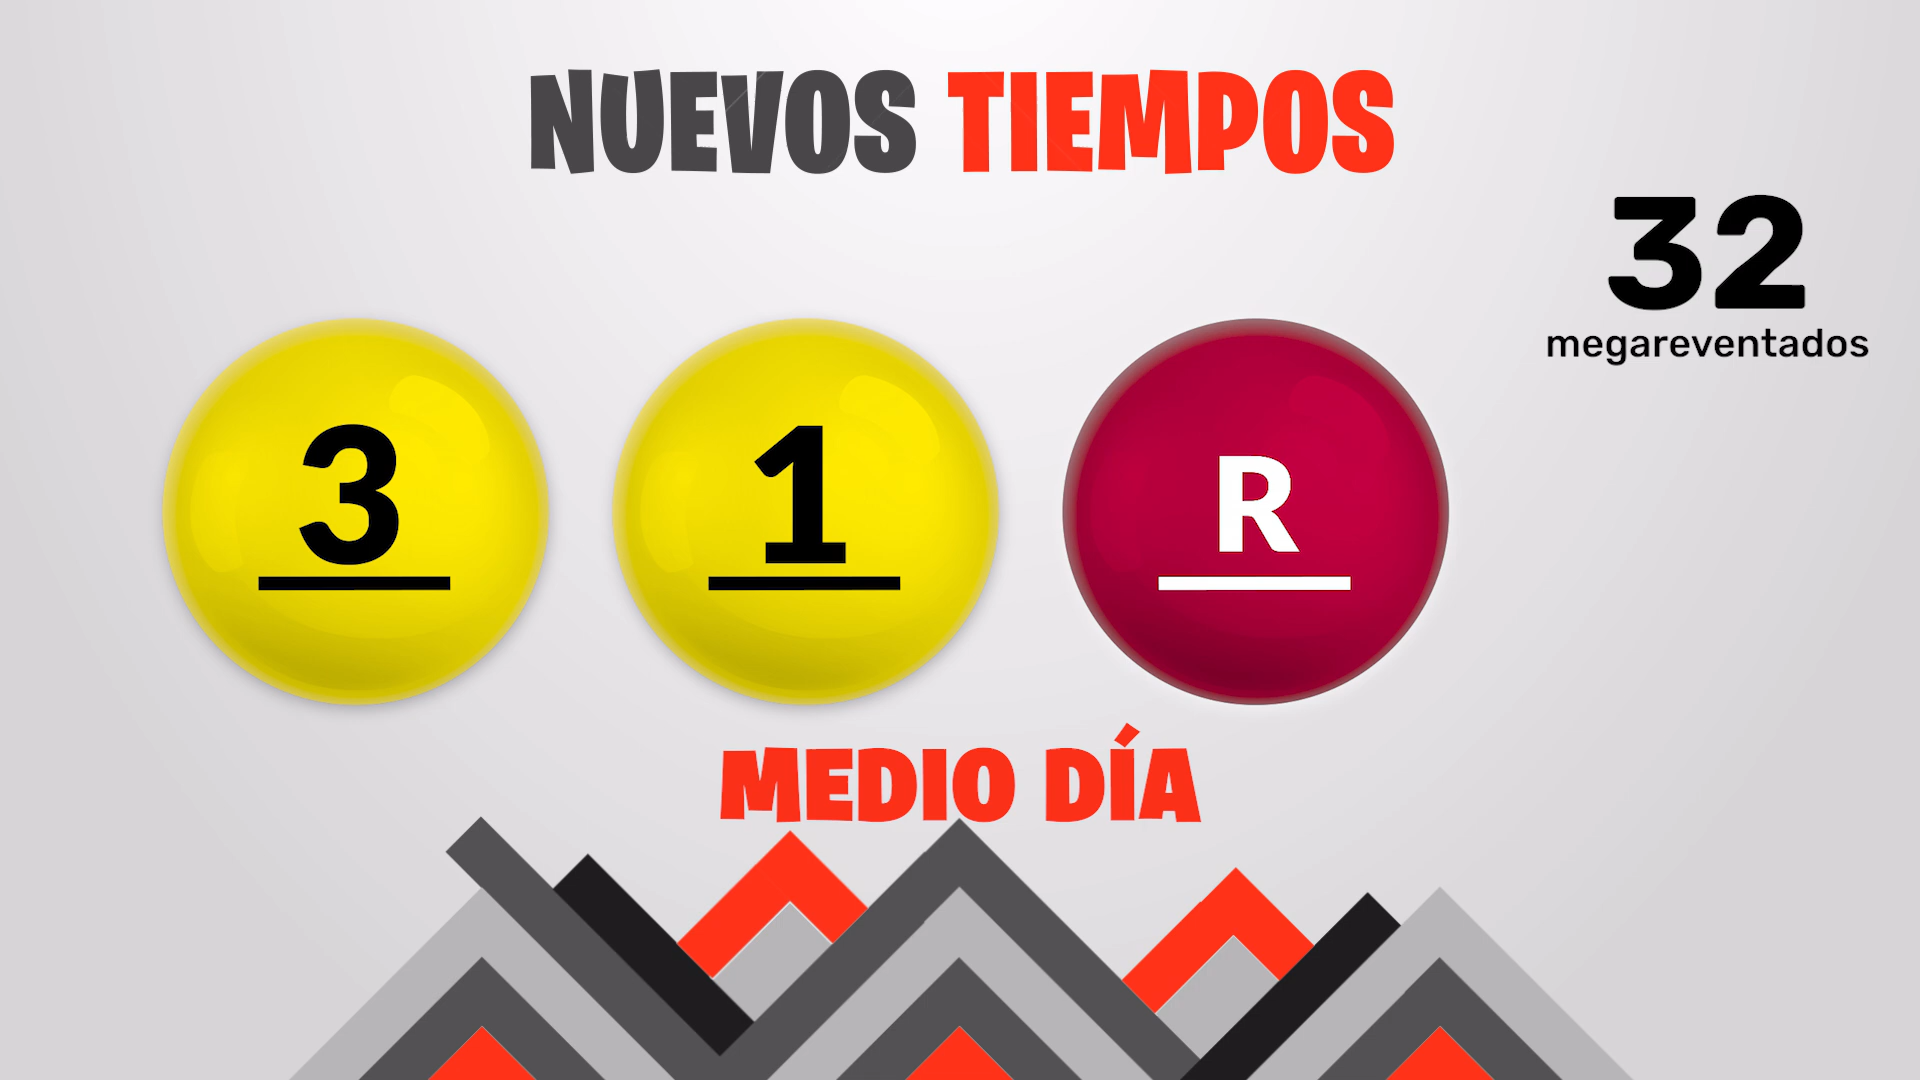 NUEVOS TIEMPOS
32
megareventados
3 1 R
MEDIO DÍA